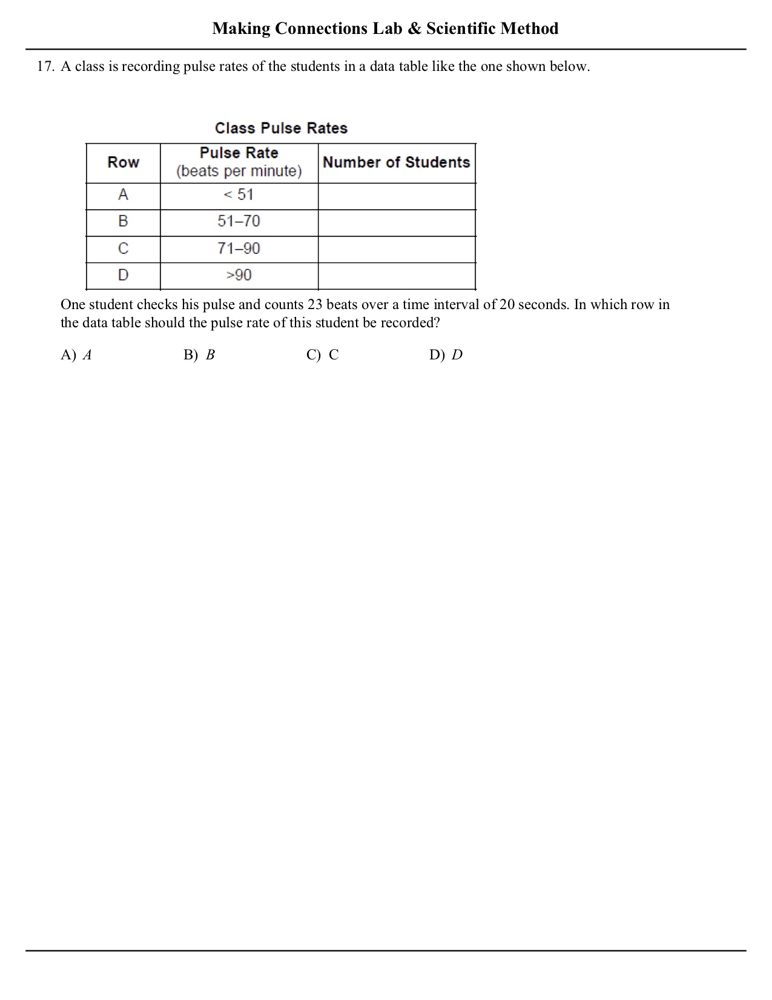 Making Connections Lab & Scientific Method
17. A class is recording pulse rates of the students in a data table like the one shown below.
Class Pulse Rates
Row Pulse Rate (beats per minute) Number of Students
A < 51
B 51–70
C 71–90
D >90
One student checks his pulse and counts 23 beats over a time interval of 20 seconds. In which row in
the data table should the pulse rate of this student be recorded?
A) A B) B C) C D) D